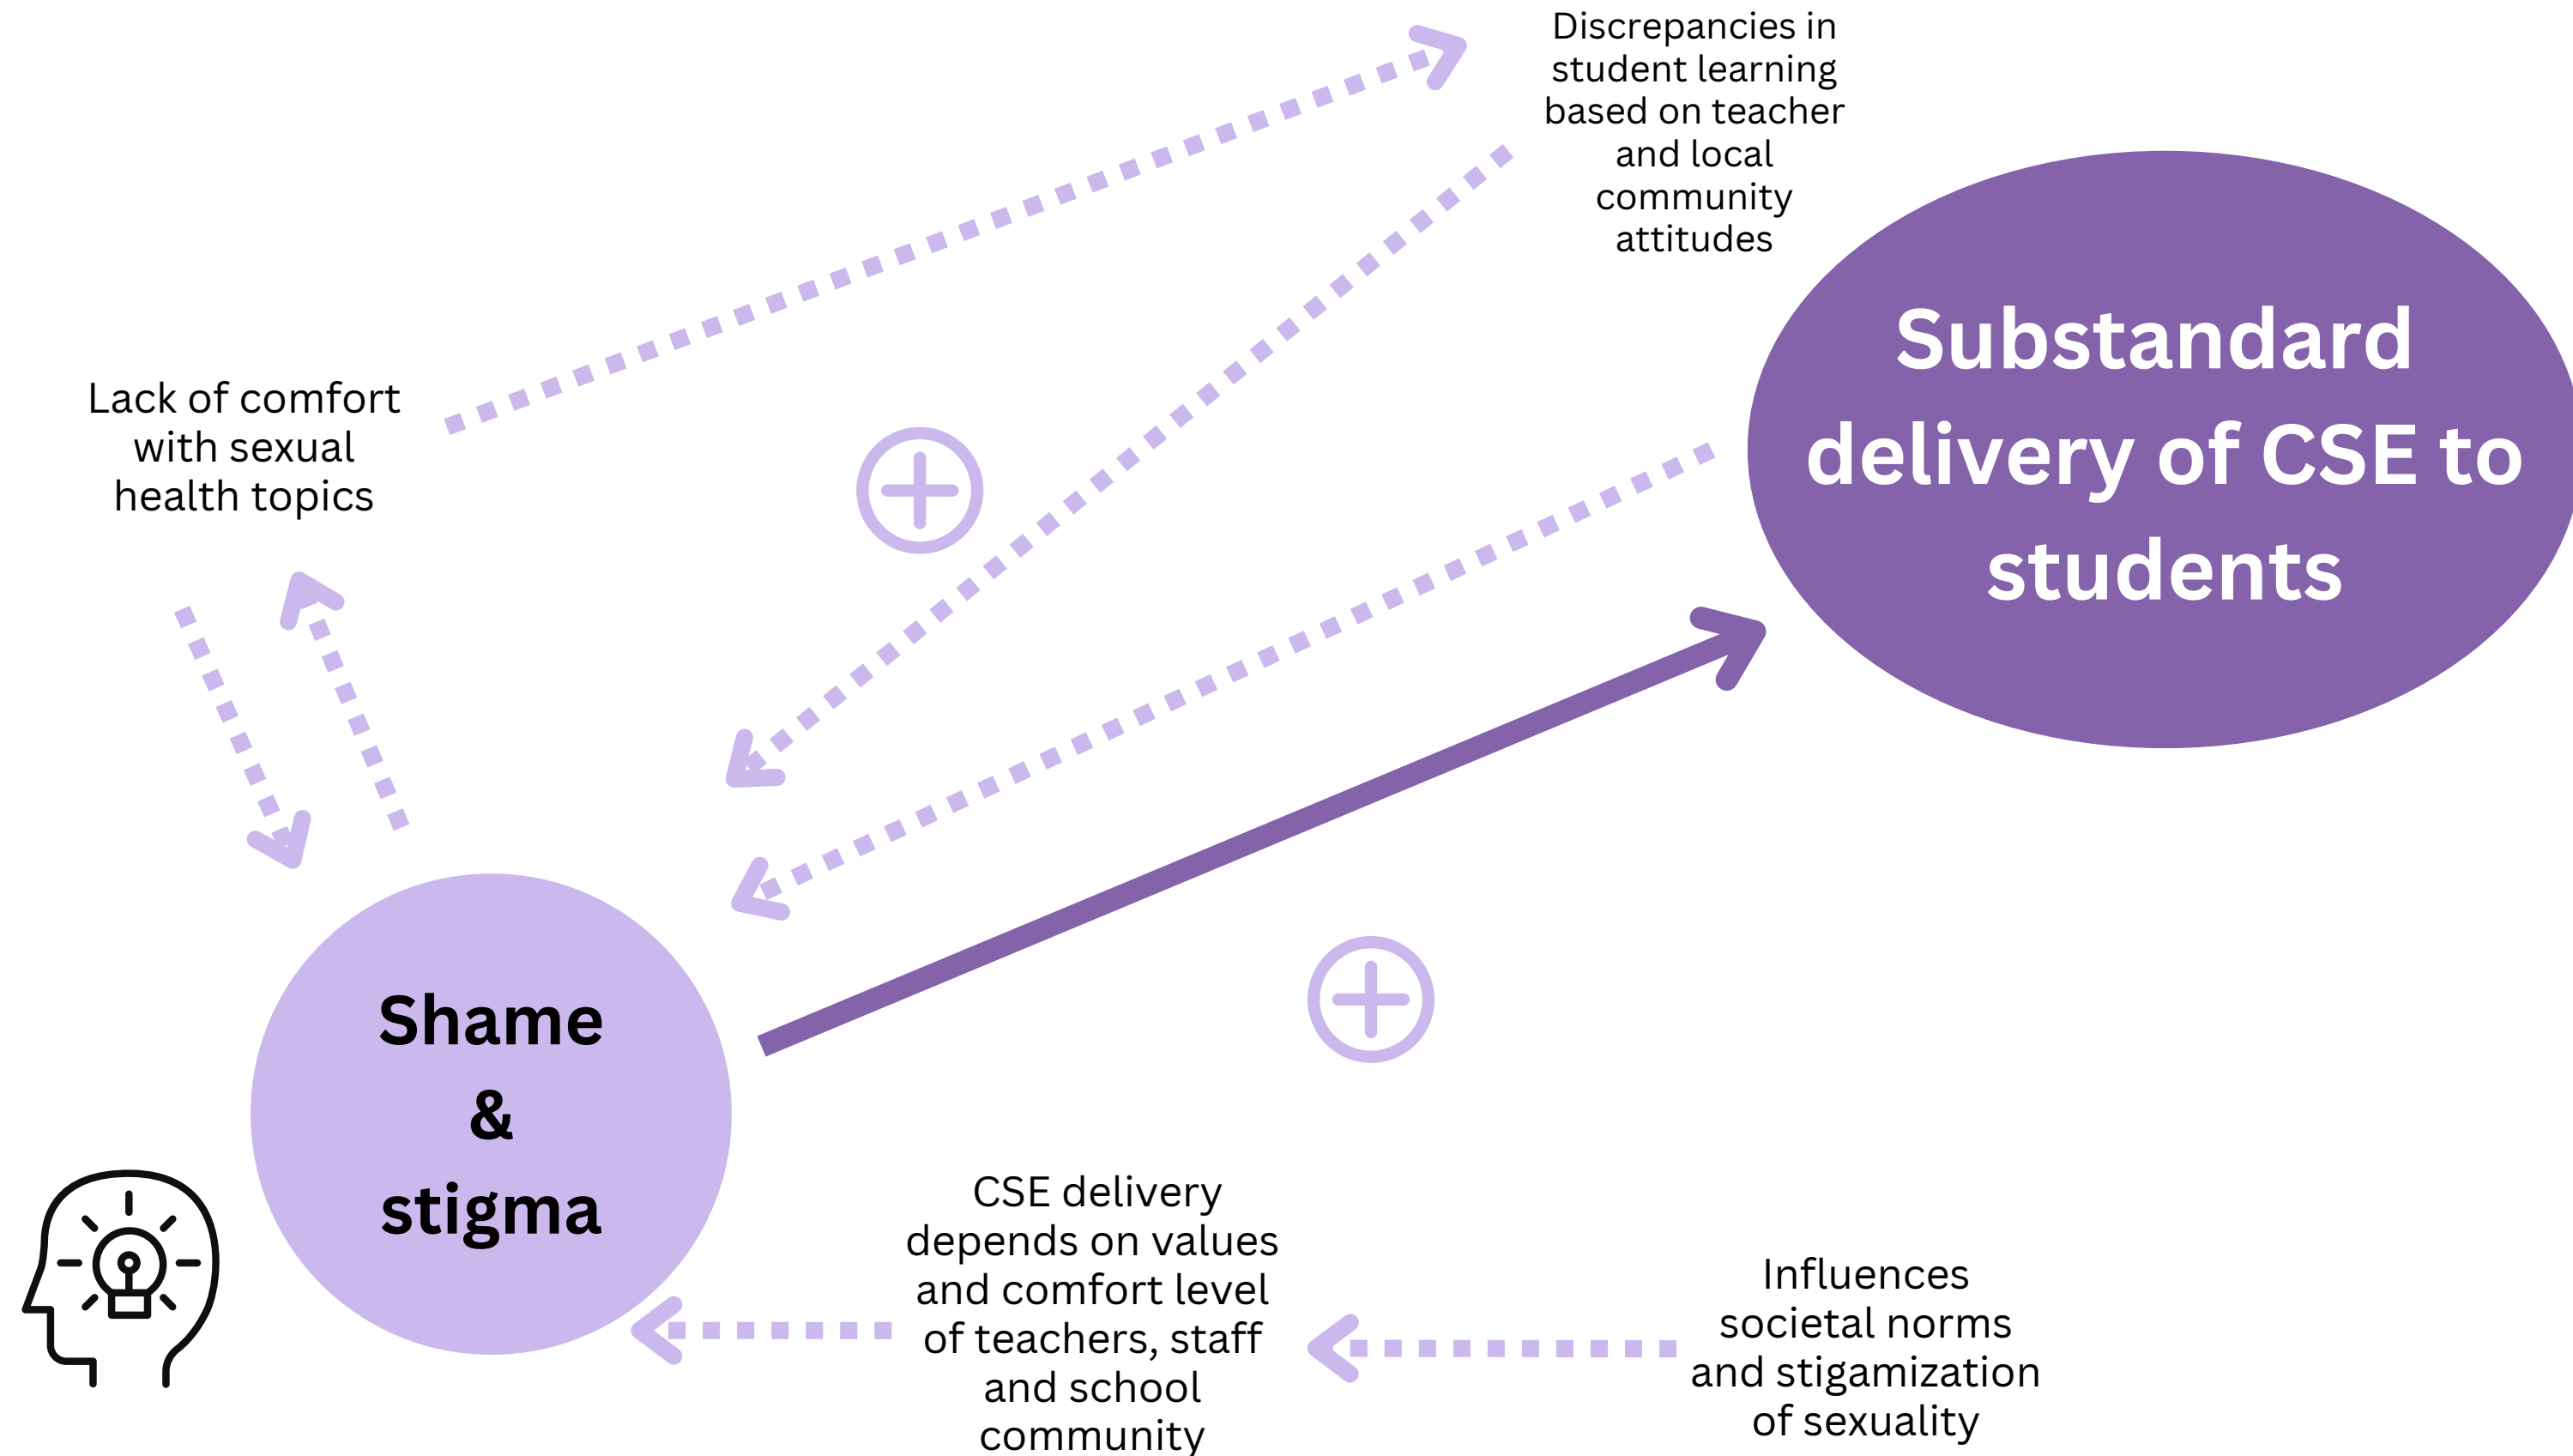 Discrepancies in
student learning
based on teacher
and local
community
attitudes
Substandard
delivery of CSE to
students
Lack of comfort
with sexual
health topics
Shame
&
stigma
CSE delivery
depends on values
and comfort level
of teachers, staff
and school
community
Influences
societal norms
and stigamization
of sexuality